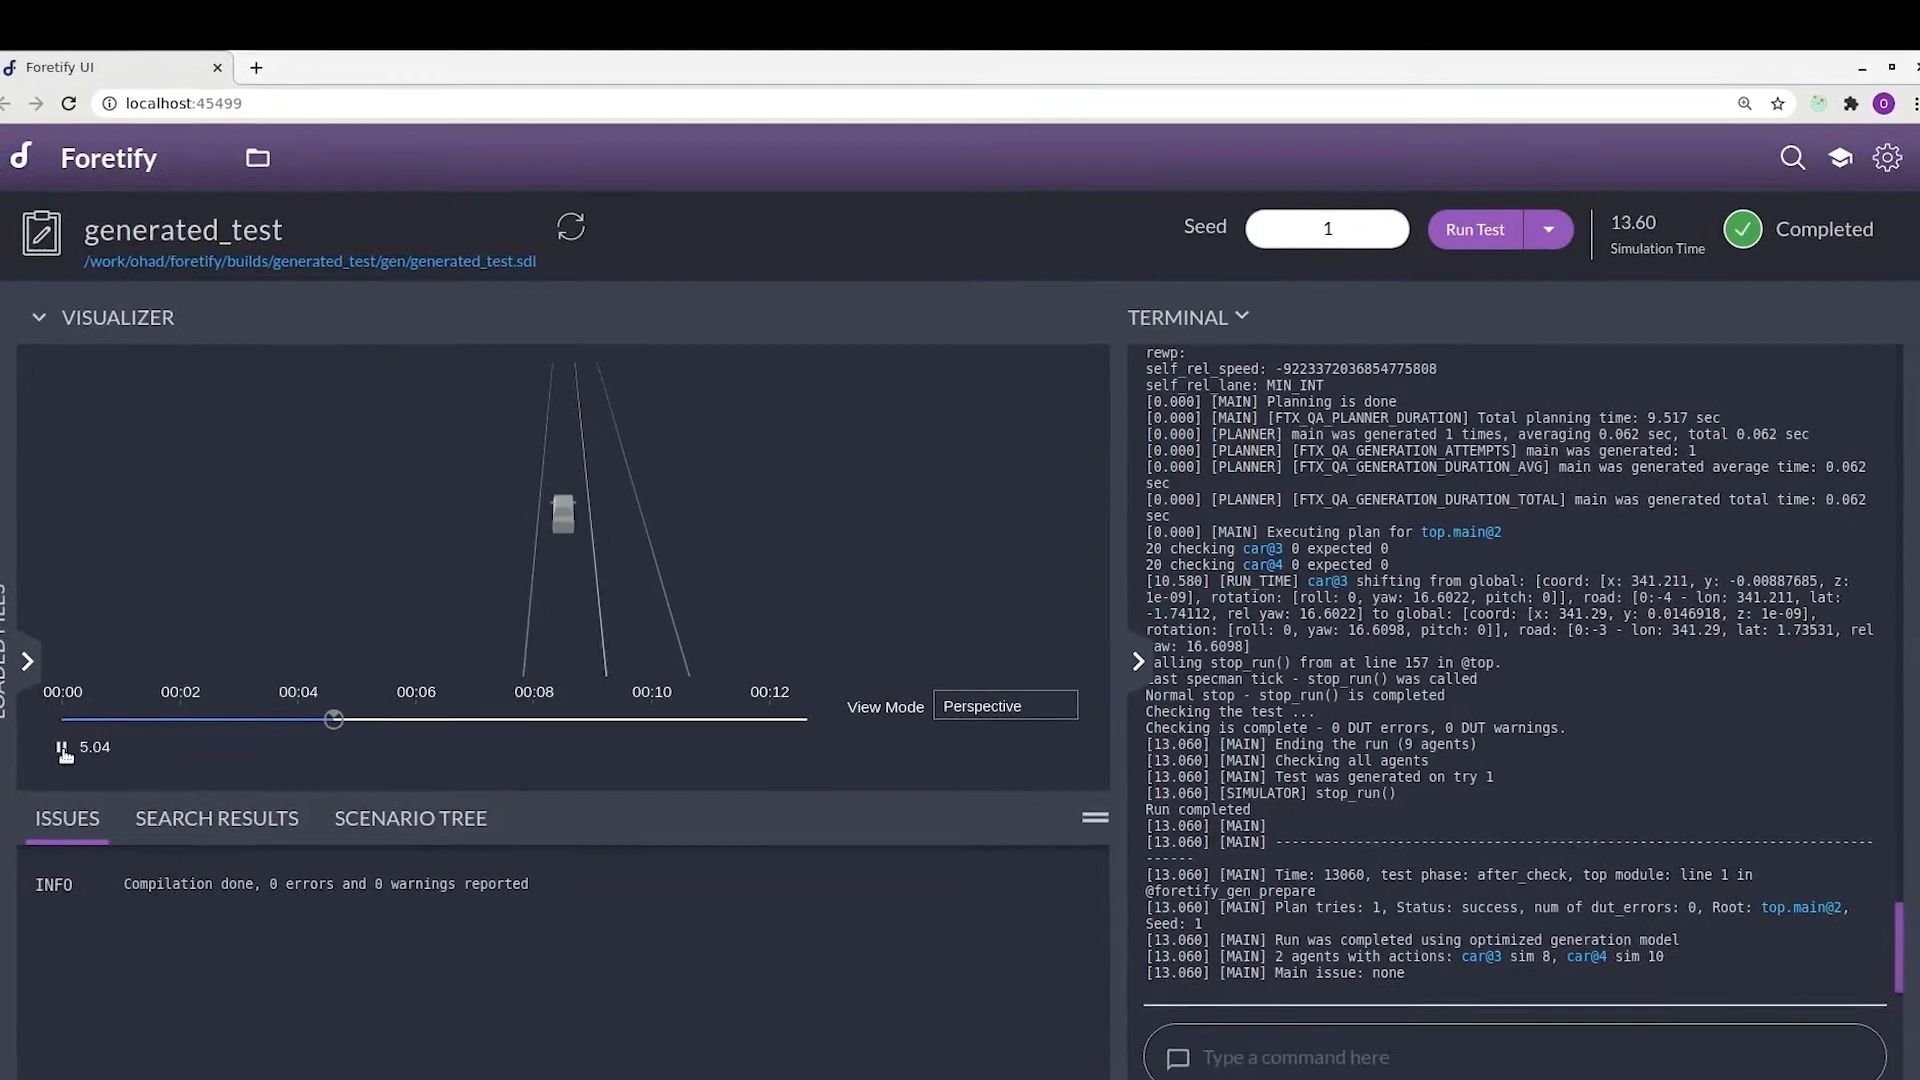 Foretify UI
localhost:45499
O
Foretify
generated_test
/work/ohad/foretify/builds/generated_test/gen/generated_test.sdl
Seed
1
Run Test
13.60
Simulation Time
Completed
VISUALIZER
00:00
00:02
00:04
00:06
00:08
00:10
00:12
View Mode
Perspective
5.04
ISSUES
SEARCH RESULTS
SCENARIO TREE
INFO
Compilation done, 0 errors and 0 warnings reported
TERMINAL
rewp:
self_rel_speed: -9223372036854775808
self_rel_lane: MIN_INT
[0.000] [MAIN] Planning is done
[0.000] [MAIN] [FTX_QA_PLANNER_DURATION] Total planning time: 9.517 sec
[0.000] [PLANNER] main was generated 1 times, averaging 0.062 sec, total 0.062 sec
[0.000] [PLANNER] [FTX_QA_GENERATION_ATTEMPTS] main was generated: 1
[0.000] [PLANNER] [FTX_QA_GENERATION_DURATION_AVG] main was generated average time: 0.062
sec
[0.000] [PLANNER] [FTX_QA_GENERATION_DURATION_TOTAL] main was generated total time: 0.062
sec
[0.000] [MAIN] Executing plan for top.main@2
20 checking car@3 0 expected 0
20 checking car@4 0 expected 0
[10.580] [RUN_TIME] car@3 shifting from global: [coord: [x: 341.211, y: -0.00887685, z:
1e-09], rotation: [roll: 0, yaw: 16.6022, pitch: 0]], road: [0:-4 - lon: 341.211, lat:
-1.74112, rel yaw: 16.6022] to global: [coord: [x: 341.29, y: 0.0146918, z: 1e-09],
rotation: [roll: 0, yaw: 16.6098, pitch: 0]], road: [0:-3 - lon: 341.29, lat: 1.73531, rel
aw: 16.6098]
alling stop_run() from at line 157 in @top.
ast specman tick - stop_run() was called
Normal stop - stop_run() is completed
Checking the test ...
Checking is complete - 0 DUT errors, 0 DUT warnings.
[13.060] [MAIN] Ending the run (9 agents)
[13.060] [MAIN] Checking all agents
[13.060] [MAIN] Test was generated on try 1
[13.060] [SIMULATOR] stop_run()
Run completed
[13.060] [MAIN]
[13.060] [MAIN] ----------------------------------------------------------------------------
------
[13.060] [MAIN] Time: 13060, test phase: after_check, top module: line 1 in
@foretify_gen_prepare
[13.060] [MAIN] Plan tries: 1, Status: success, num of dut_errors: 0, Root: top.main@2,
Seed: 1
[13.060] [MAIN] Run was completed using optimized generation model
[13.060] [MAIN] 2 agents with actions: car@3 sim 8, car@4 sim 10
[13.060] [MAIN] Main issue: none
Type a command here